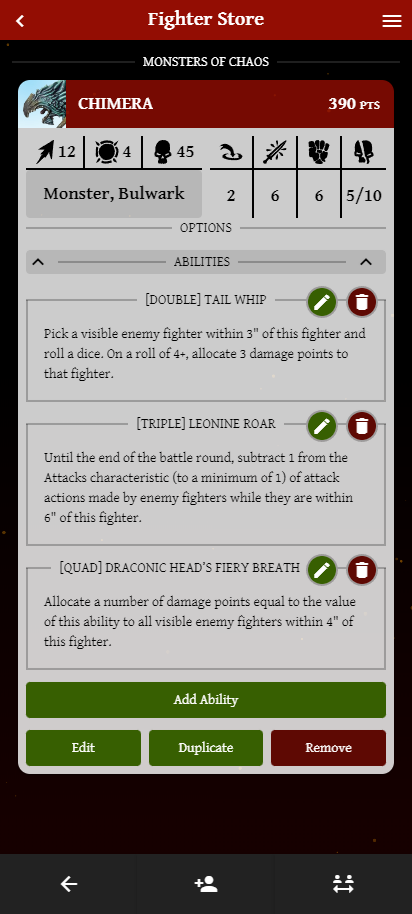 Fighter Store
MONSTERS OF CHAOS
CHIMERA 390 PTS
12 4 45
Monster, Bulwark 2 6 6 5/10
OPTIONS
ABILITIES
[DOUBLE] TAIL WHIP
Pick a visible enemy fighter within 3" of this fighter and
roll a dice. On a roll of 4+, allocate 3 damage points to
that fighter.
[TRIPLE] LEONINE ROAR
Until the end of the battle round, subtract 1 from the
Attacks characteristic (to a minimum of 1) of attack
actions made by enemy fighters while they are within
6" of this fighter.
[QUAD] DRACONIC HEAD'S FIERY BREATH
Allocate a number of damage points equal to the value
of this ability to all visible enemy fighters within 4" of
this fighter.
Add Ability
Edit Duplicate Remove